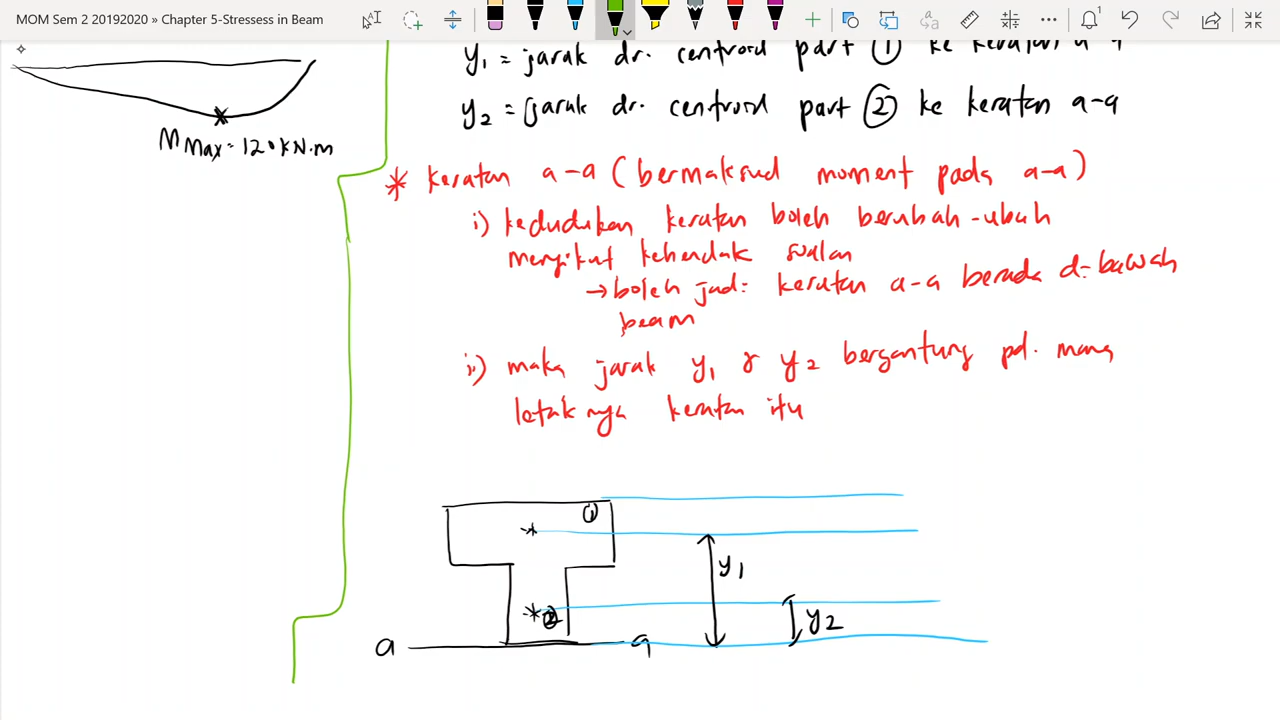 MOM Sem 2 20192020 » Chapter 5-Stressess in Beam
y1 = jarak dr. centroid part ① ke keratan a-a
y2 = jarak dr. centroid part ② ke keratan a-a
M Max = 120 kN.m
* keratan a-a (bermaksud moment pada a-a)
i) kedudukan keratan boleh berubah-ubah
mengikut kehendak soalan
→ boleh jadi keratan a-a berada di bawah
beam
ii) maka jarak y1 & y2 bergantung pd. mana
letaknya keratan itu
①
y1
②
y2
a
a